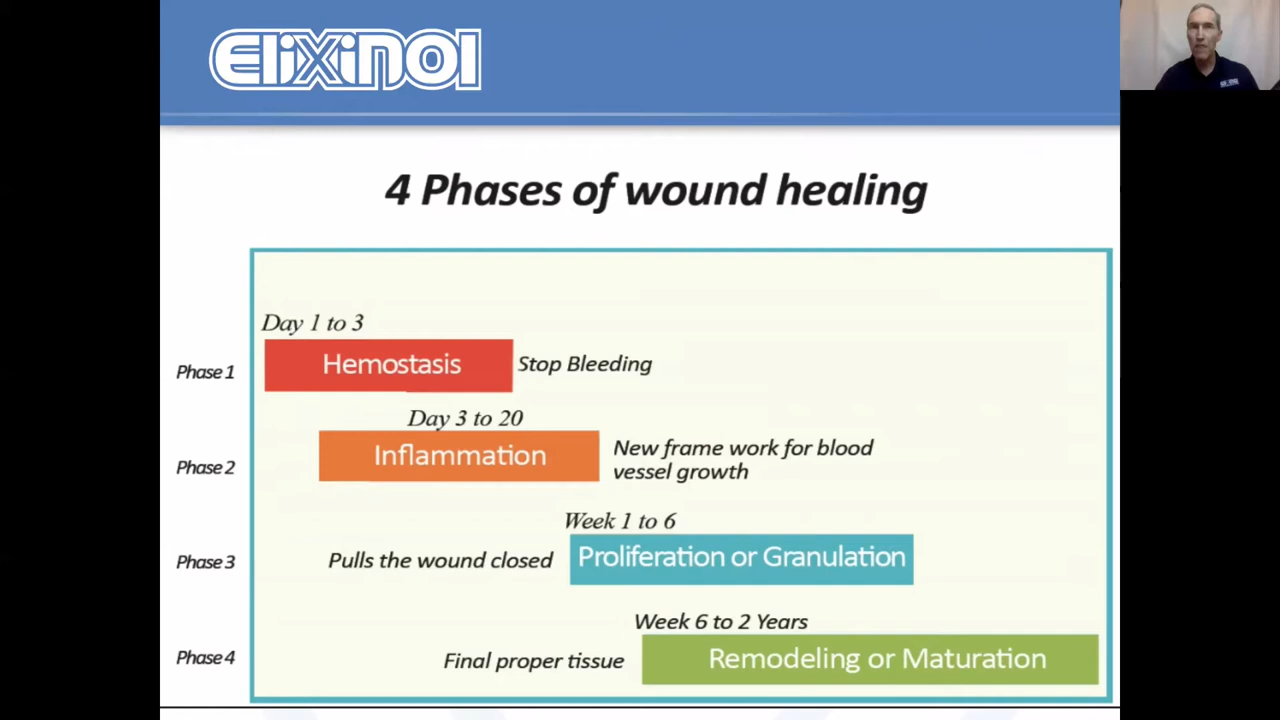 Elixinol
4 Phases of wound healing
Day 1 to 3
Phase 1
Hemostasis
Stop Bleeding
Day 3 to 20
Phase 2
Inflammation
New frame work for blood
vessel growth
Week 1 to 6
Phase 3
Pulls the wound closed
Proliferation or Granulation
Week 6 to 2 Years
Phase 4
Final proper tissue
Remodeling or Maturation